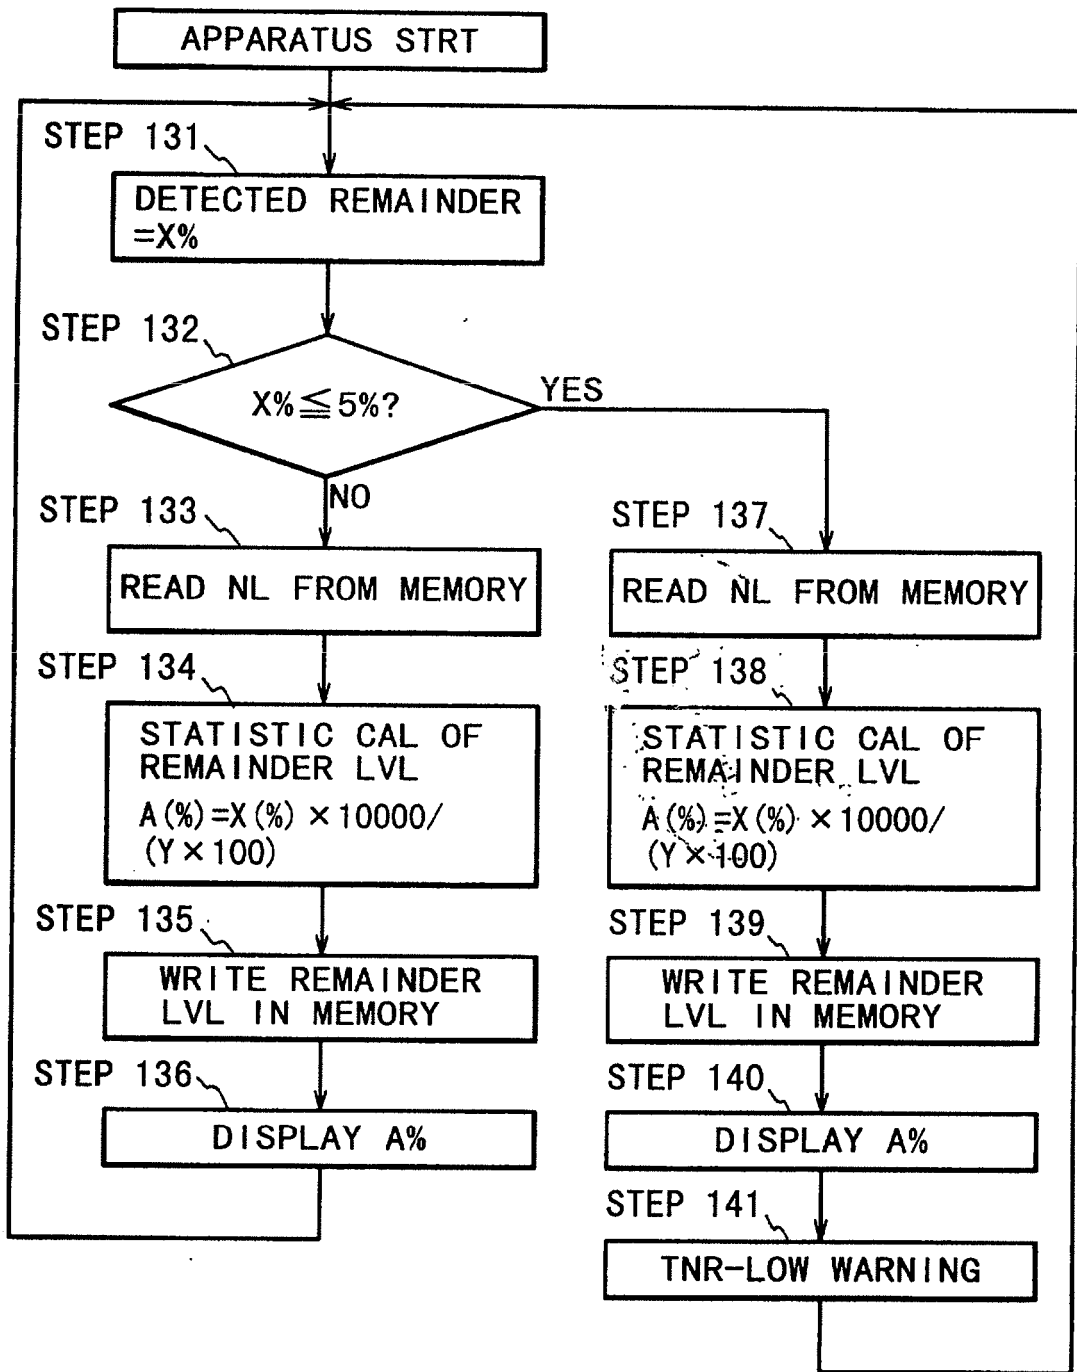 APPARATUS STRT
STEP 131
DETECTED REMAINDER
=X%
STEP 132
X%≦5%?
YES
NO
STEP 133
READ NL FROM MEMORY
STEP 134
STATISTIC CAL OF
REMAINDER LVL
A(%)=X(%)×10000/
(Y×100)
STEP 135
WRITE REMAINDER
LVL IN MEMORY
STEP 136
DISPLAY A%
STEP 137
READ NL FROM MEMORY
STEP 138
STATISTIC CAL OF
REMAINDER LVL
A(%)=X(%)×10000/
(Y×100)
STEP 139
WRITE REMAINDER
LVL IN MEMORY
STEP 140
DISPLAY A%
STEP 141
TNR-LOW WARNING